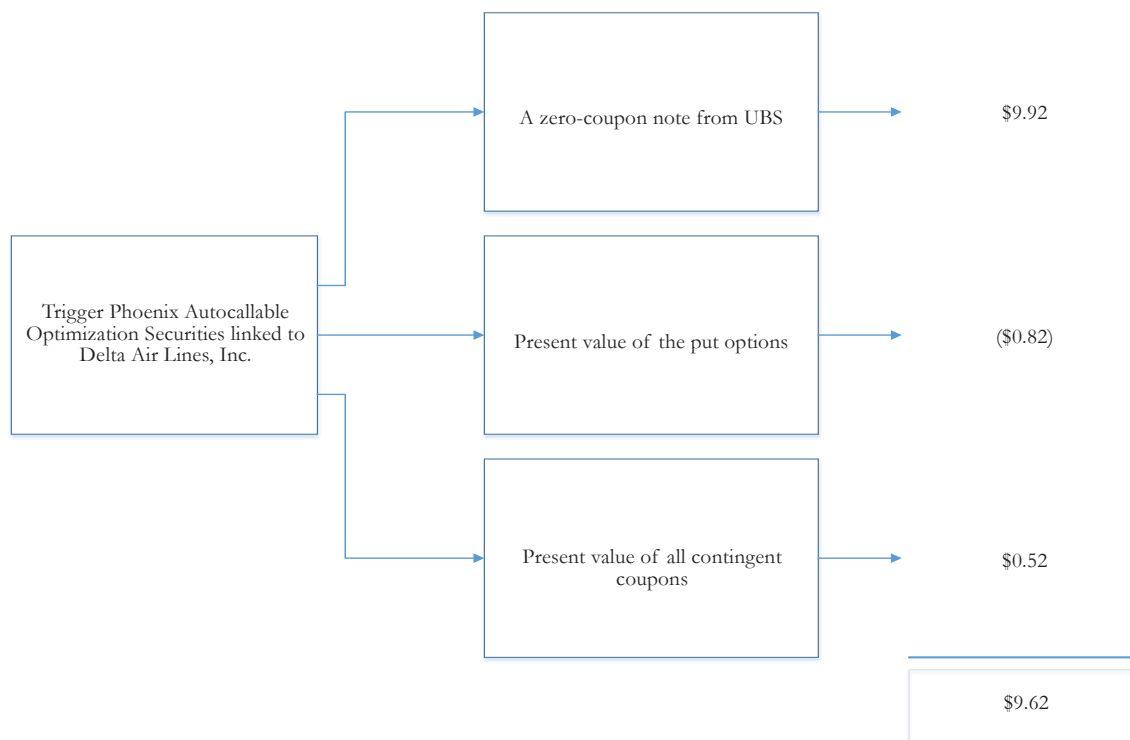 A zero-coupon note from UBS
$9.92
Trigger Phoenix Autocallable
Optimization Securities linked to
Delta Air Lines, Inc.
Present value of the put options
($0.82)
Present value of all contingent
coupons
$0.52
$9.62